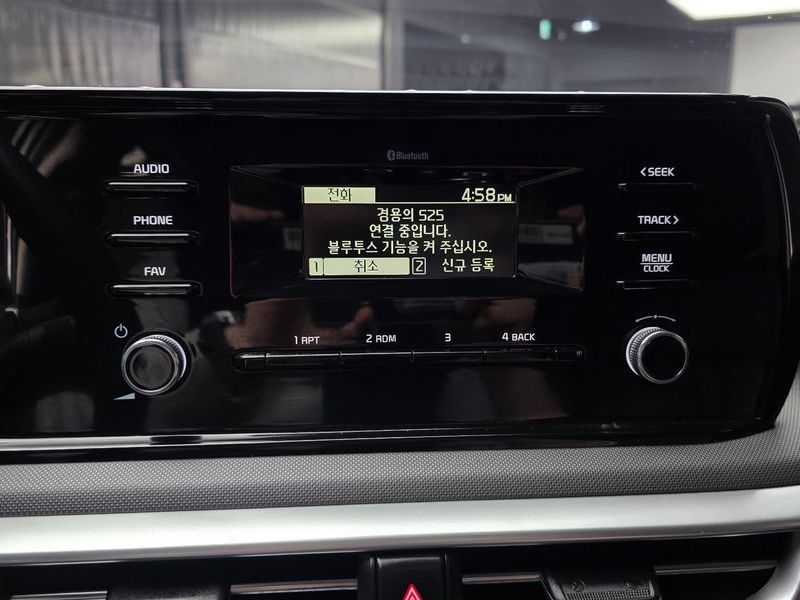 Bluetooth
AUDIO
PHONE
FAV
전화 4:58PM
겸용의 S25
연결 중입니다.
블루투스 기능을 켜 주십시오.
1 취소 2 신규 등록
<SEEK
TRACK>
MENU
CLOCK
1 RPT 2 RDM 3 4 BACK